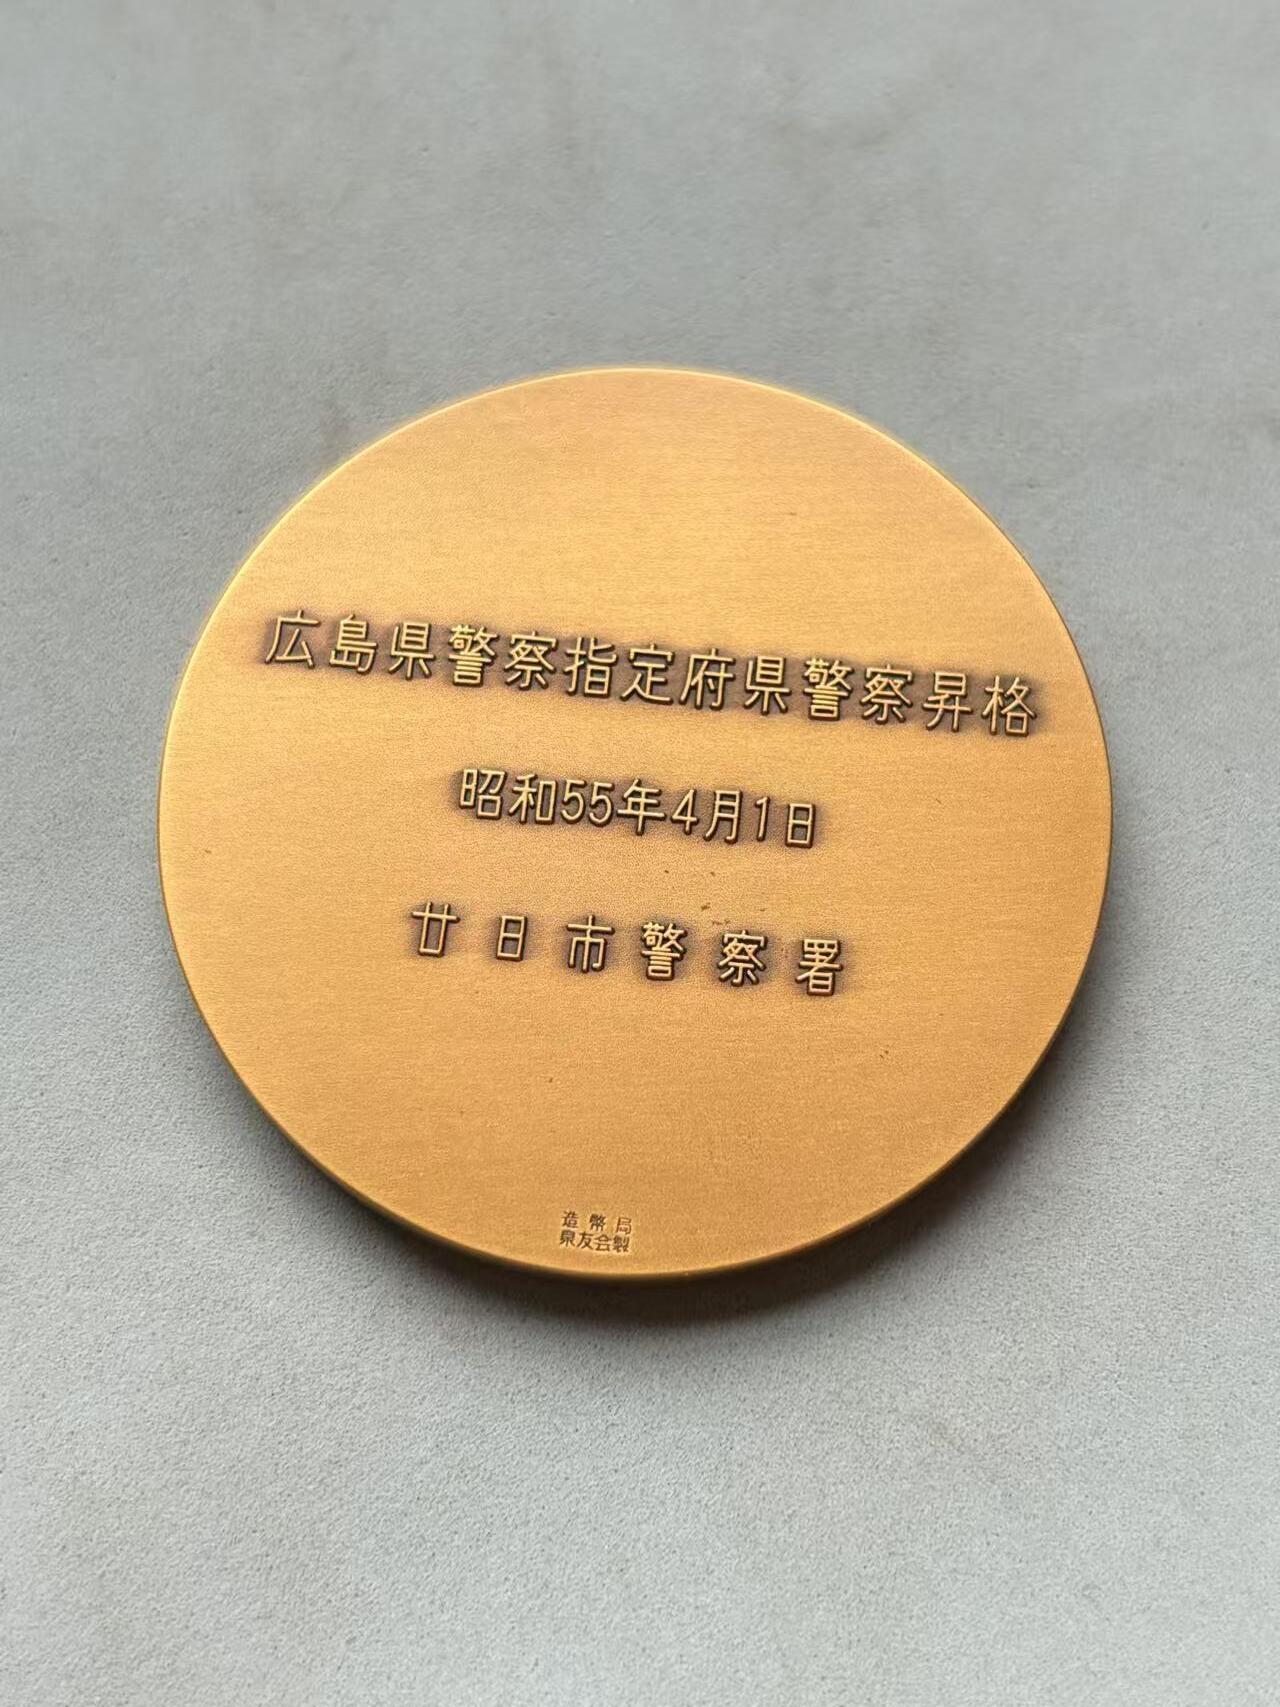 広島県警察指定府県警察昇格
昭和55年4月1日
廿日市警察署
造幣局
泉友会製